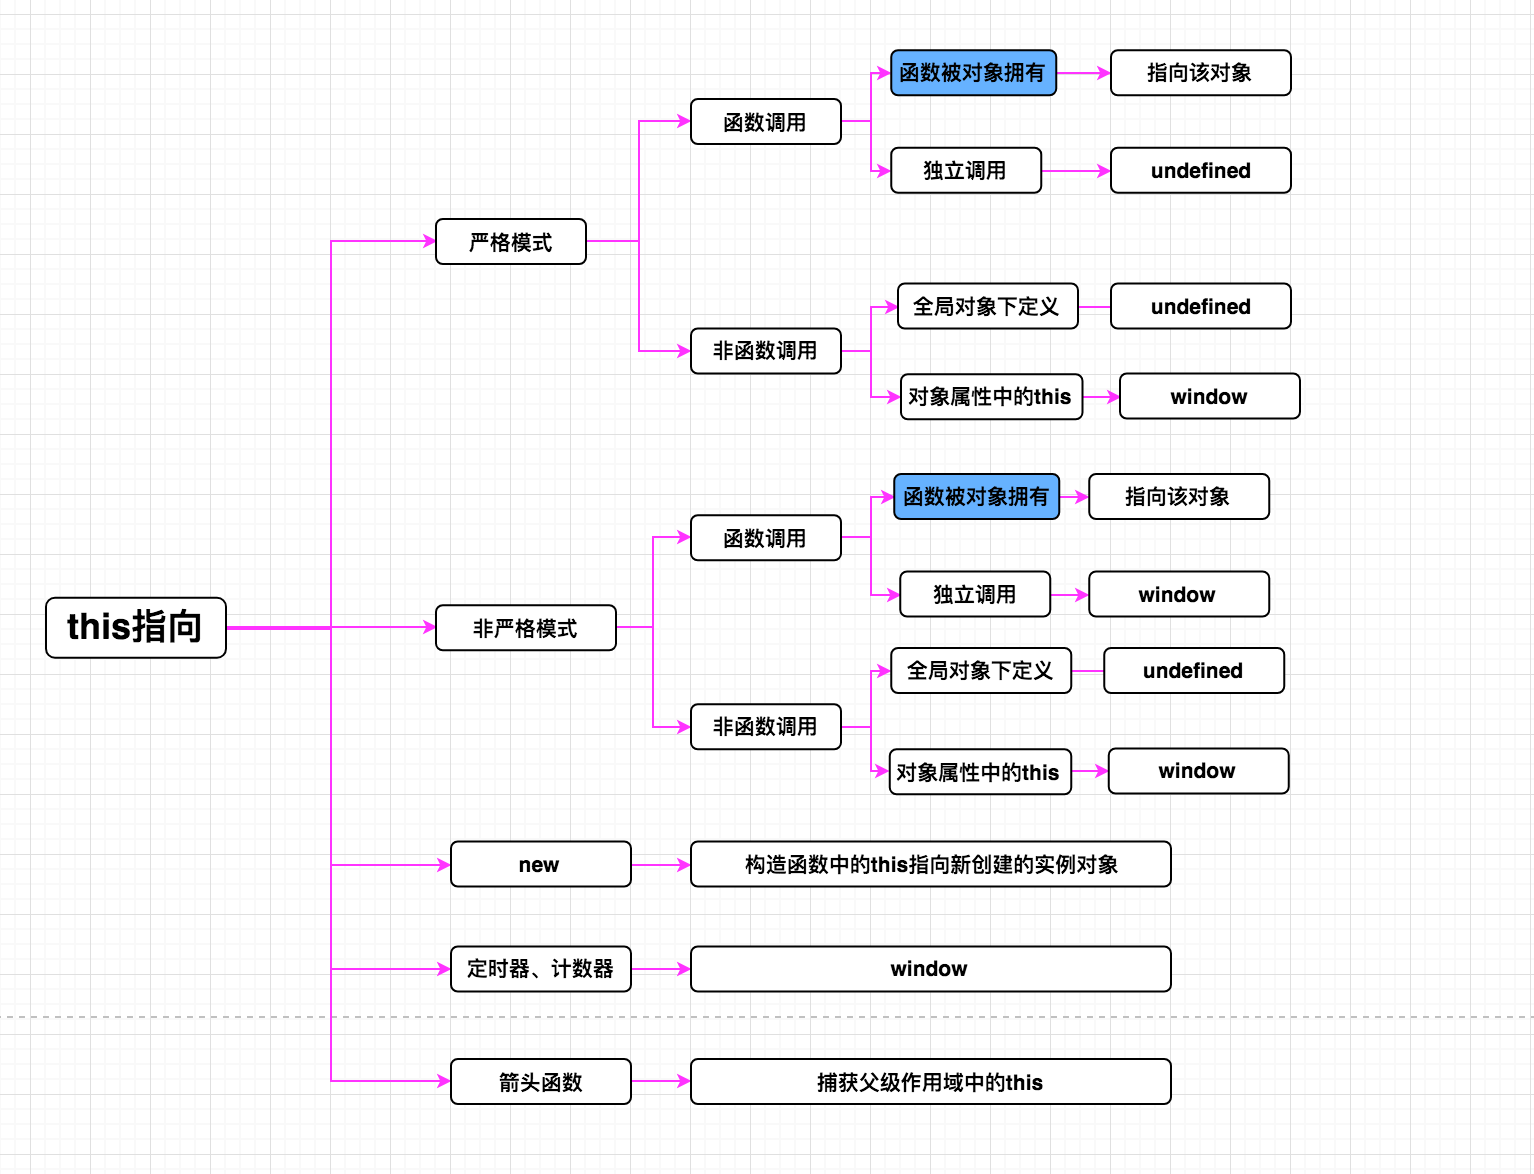 this指向
严格模式
函数调用
函数被对象拥有
指向该对象
独立调用
undefined
非函数调用
全局对象下定义
undefined
对象属性中的this
window
非严格模式
函数调用
函数被对象拥有
指向该对象
独立调用
window
非函数调用
全局对象下定义
undefined
对象属性中的this
window
new
构造函数中的this指向新创建的实例对象
定时器、计数器
window
箭头函数
捕获父级作用域中的this